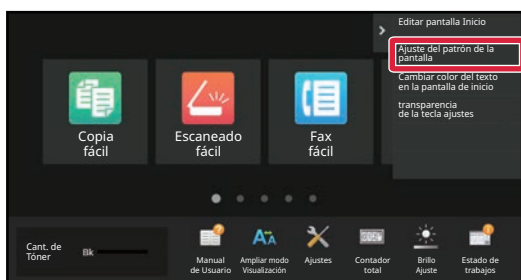 Editar pantalla Inicio
Ajuste del patrón de la
pantalla
Cambiar color del texto
en la pantalla de inicio
transparencia
de la tecla ajustes
Copia
fácil
Escaneado
fácil
Fax
fácil
Cant. de
Tóner
Bk
Manual
de Usuario
Ampliar modo
Visualización
Ajustes
Contador
total
Brillo
Ajuste
Estado de
trabajos